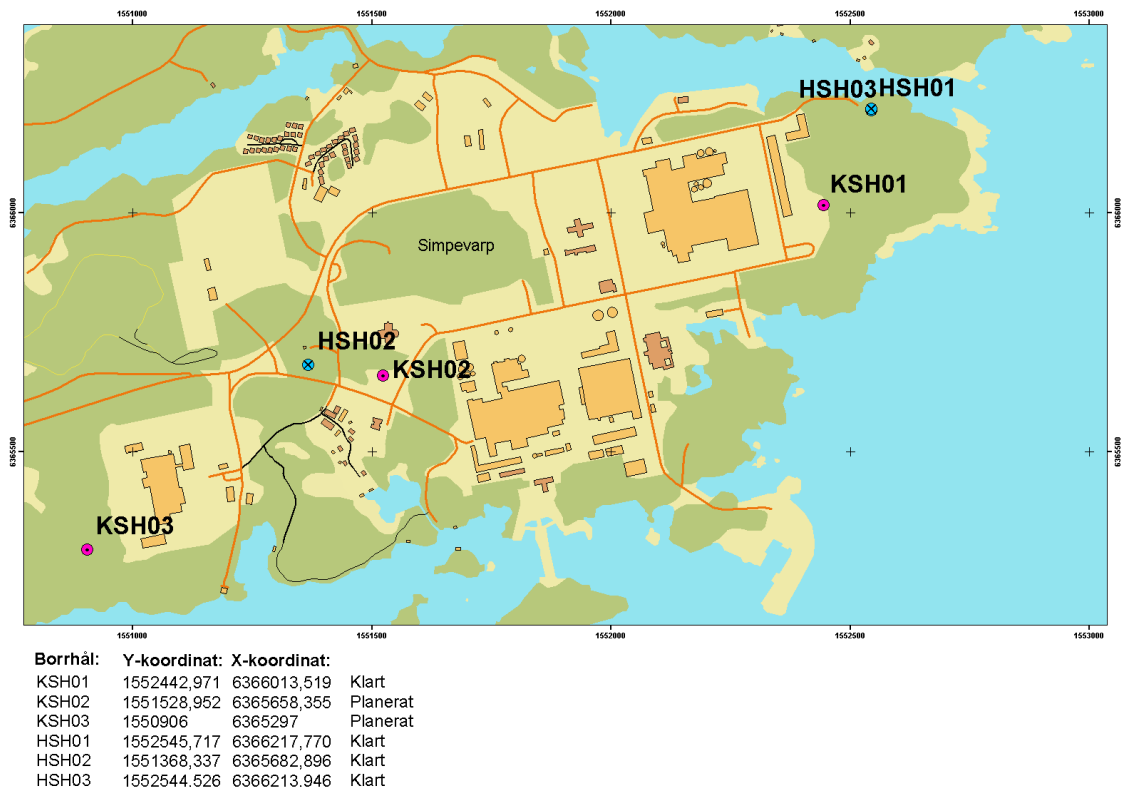 1551000 1551500 1552000 1552500 1553000
HSH03 HSH01
KSH01
6366000 6366000
Simpevarp
HSH02
KSH02
6365500 6365500
KSH03
1551000 1551500 1552000 1552500 1553000
Borrhål: Y-koordinat: X-koordinat:
KSH01 1552442,971 6366013,519 Klart
KSH02 1551528,952 6365658,355 Planerat
KSH03 1550906 6365297 Planerat
HSH01 1552545,717 6366217,770 Klart
HSH02 1551368,337 6365682,896 Klart
HSH03 1552544.526 6366213.946 Klart